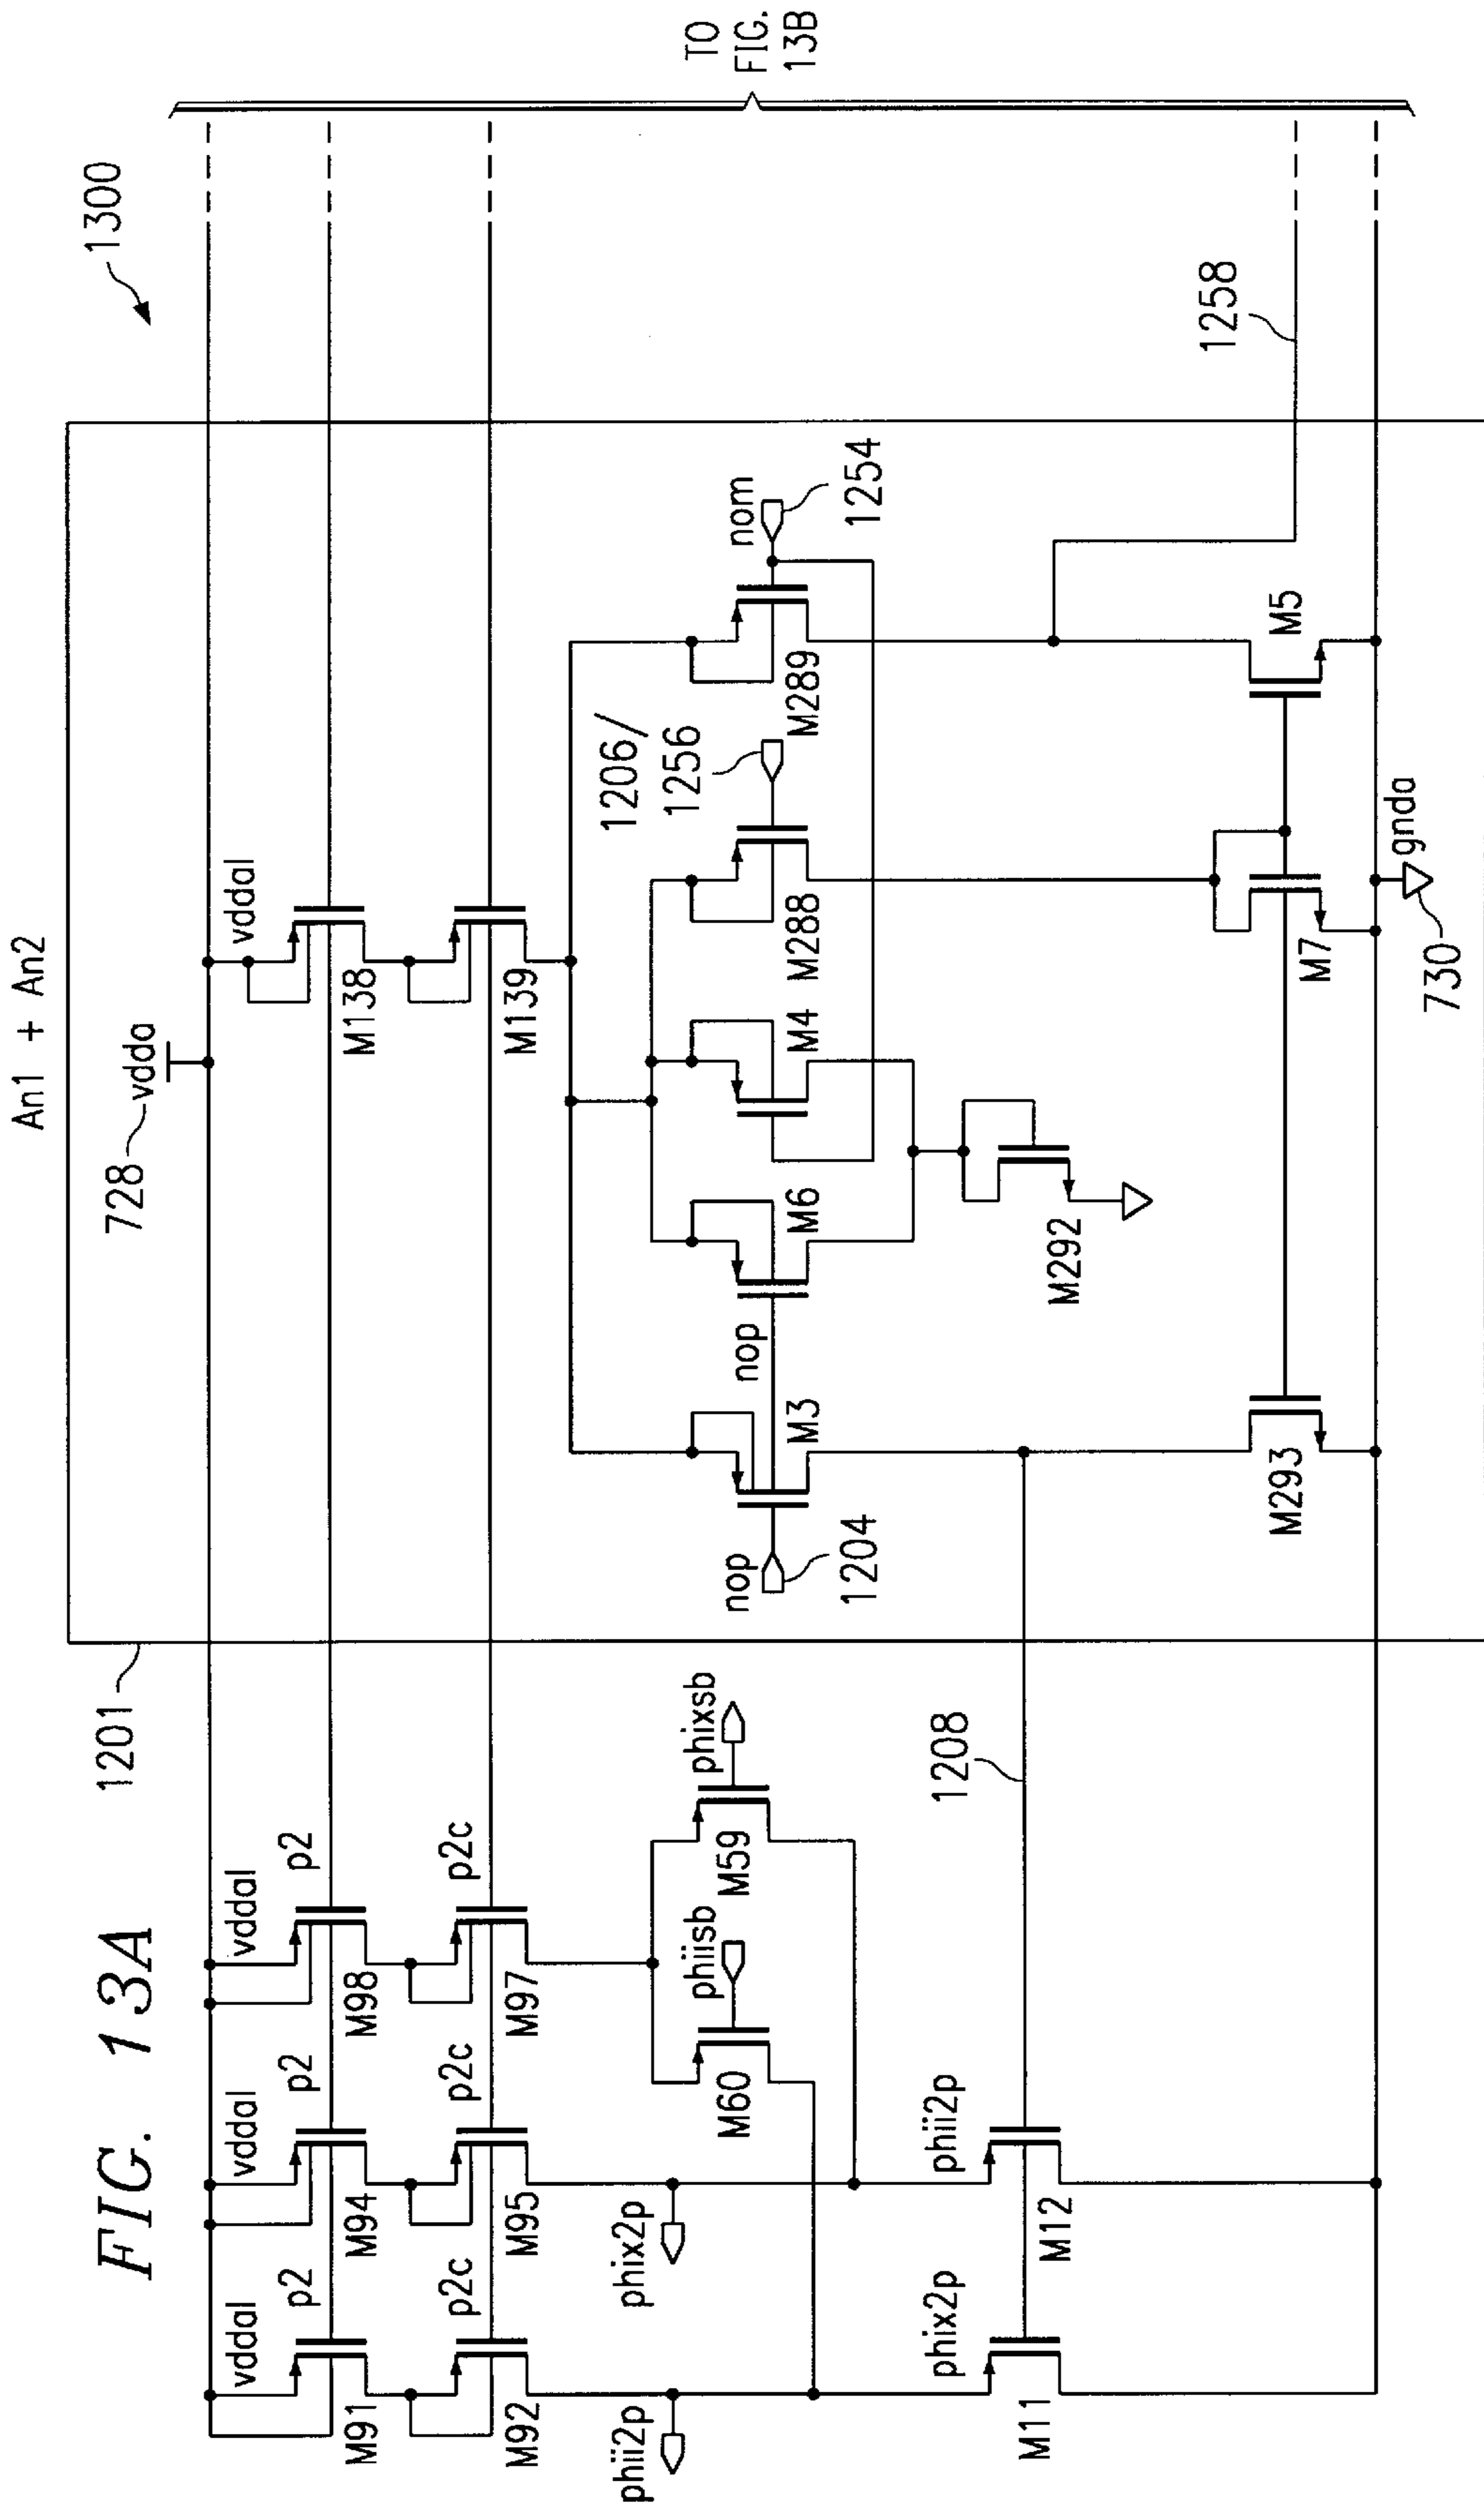 FIG. 13A
An1 + An2
1300
TO
FIG.
13B
1201
728
vdda
vddal
vddal
vddal
vddal
p2
p2
p2
M91
M94
M98
M138
p2c
p2c
p2c
M92
M95
M97
M139
phii2p
phix2p
M60
phiisb
M59
phixsb
nop
1204
M3
nop
M6
M4
M288
1206/
1256
M289
nom
1254
M292
phix2p
M11
phii2p
M12
1208
M293
M7
M5
1258
730
gnda